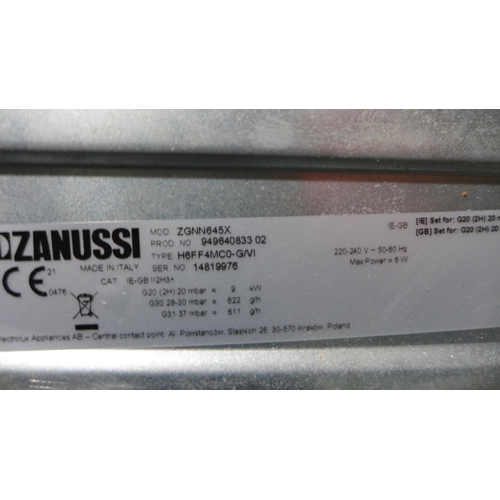 ZANUSSI
MOD. ZGNN645X
PROD NO. 949640833 02
TYPE H6FF4MC0-G/VI
SER NO 14819976
MADE IN ITALY
CE 21
0476
CAT IE-GB II2H3+
G20 (2H) 20 mbar = 9 kW
G30 28-30 mbar = 622 g/h
G31 37 mbar = 611 g/h
IE-GB
[IE] Set for: G20 (2H) 20
[GB] Set for: G20 (2H) 20
220-240 V ~ 50-60 Hz
Max Power = 6 W
lectrolux Appliances AB – Central contact point: Al. Powstańców, Śląskich 26, 30-570 Kraków, Poland